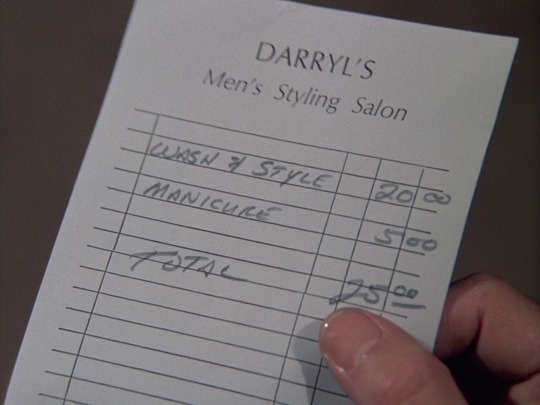 DARRYL'S
Men's Styling Salon
WASH & STYLE 20 00
MANICURE 5 00
TOTAL 25 00